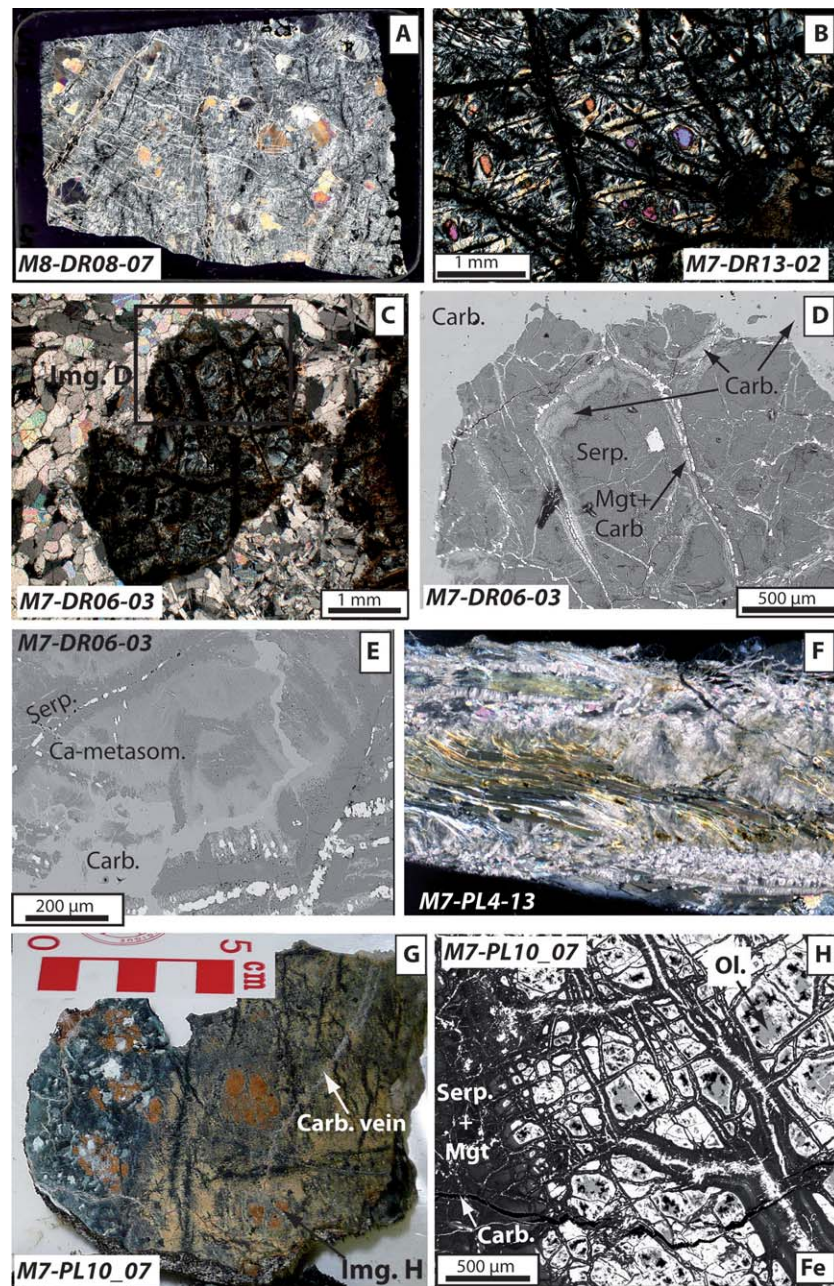 A
M8-DR08-07
B
1 mm
M7-DR13-02
C
Img. D
M7-DR06-03
1 mm
D
Carb.
Carb.
Serp.
Mgt+
Carb
M7-DR06-03
500 µm
M7-DR06-03
E
Serp.
Ca-metasom.
Carb.
200 µm
F
M7-PL4-13
G
0
5
cm
Carb. vein
Img. H
M7-PL10_07
M7-PL10_07
H
Ol.
Serp.
+
Mgt
Carb.
500 µm
Fe